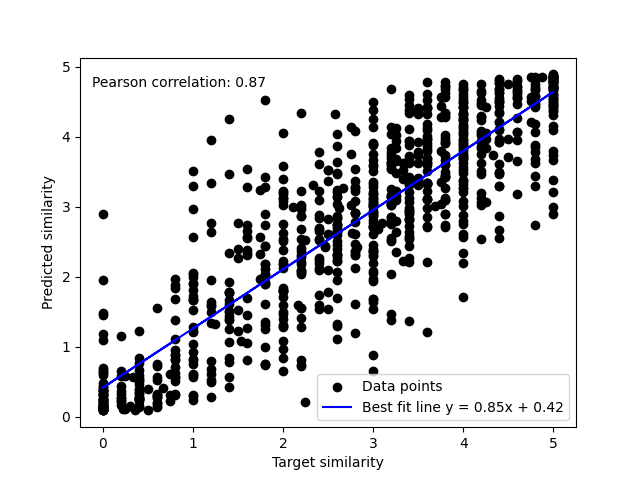 Pearson correlation: 0.87
5
4
3
2
1
0
Predicted similarity
Data points
Best fit line y = 0.85x + 0.42
0 1 2 3 4 5
Target similarity